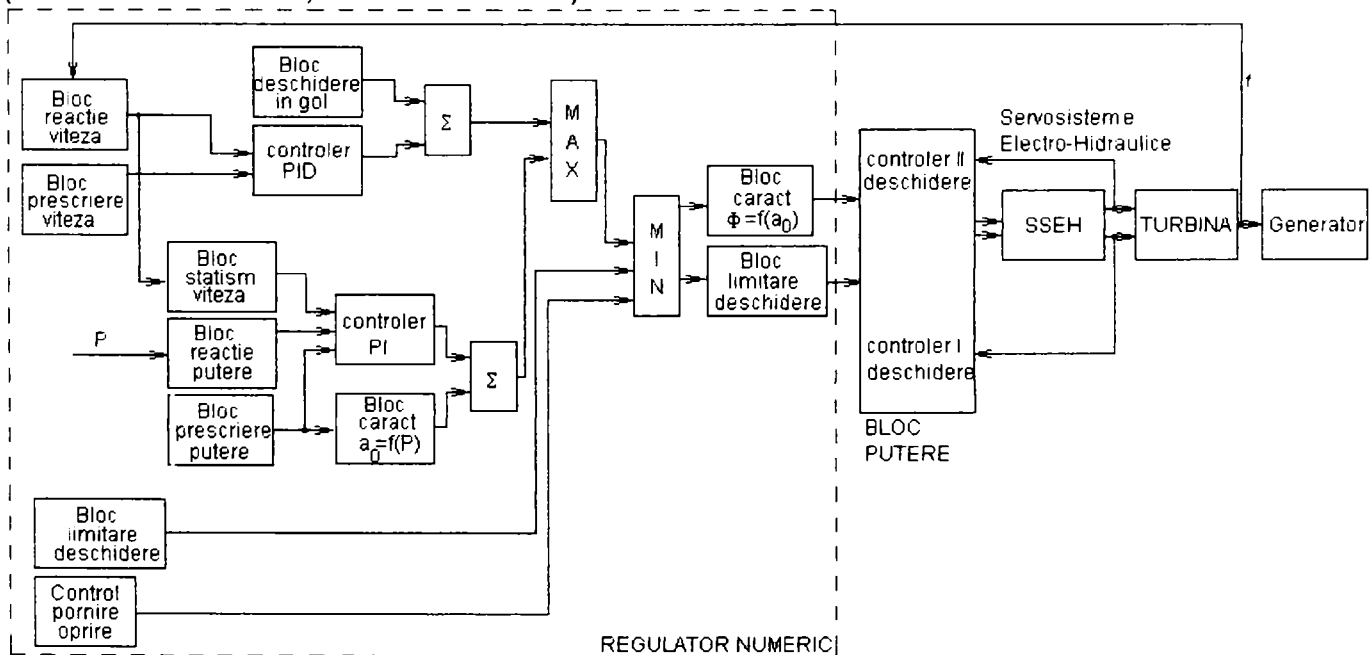 Bloc
reactie
viteza
Bloc
prescriere
viteza
Bloc
deschidere
in gol
controler
PID
Σ
M
A
X
Bloc
statism
viteza
P
Bloc
reactie
putere
Bloc
prescriere
putere
controler
PI
Bloc
caract
a0=f(P)
Σ
Bloc
limitare
deschidere
Control
pornire
oprire
M
I
N
Bloc
caract
Φ=f(a0)
Bloc
limitare
deschidere
REGULATOR NUMERIC
controler II
deschidere
controler I
deschidere
BLOC
PUTERE
Servosisteme
Electro-Hidraulice
SSEH
TURBINA
f
Generator